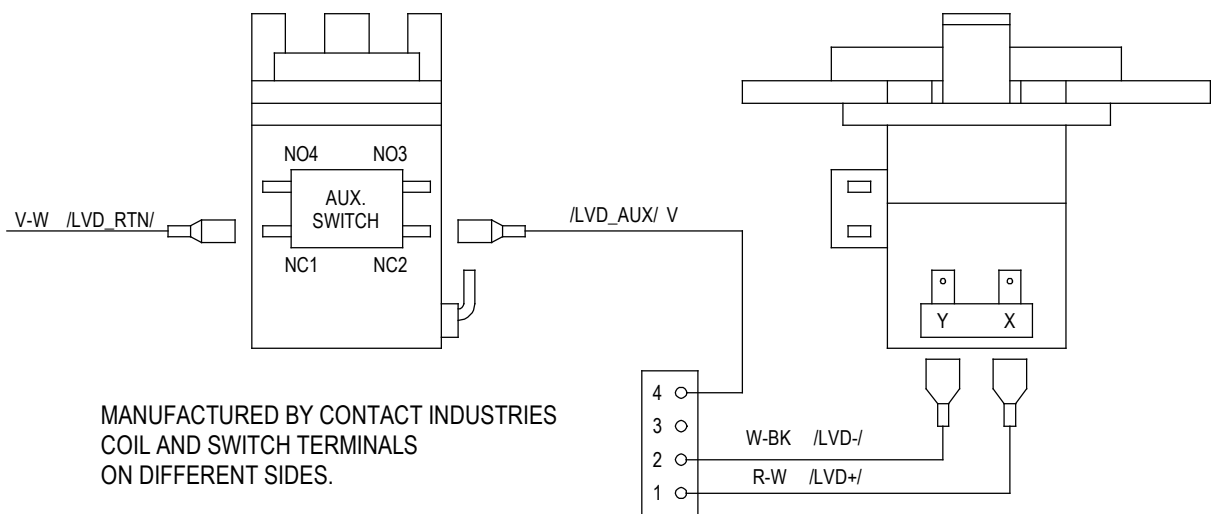 NO4 NO3
AUX.
SWITCH
V-W /LVD_RTN/
/LVD_AUX/ V
NC1 NC2
Y X
4
3
2
1
W-BK /LVD-/
R-W /LVD+/
MANUFACTURED BY CONTACT INDUSTRIES
COIL AND SWITCH TERMINALS
ON DIFFERENT SIDES.